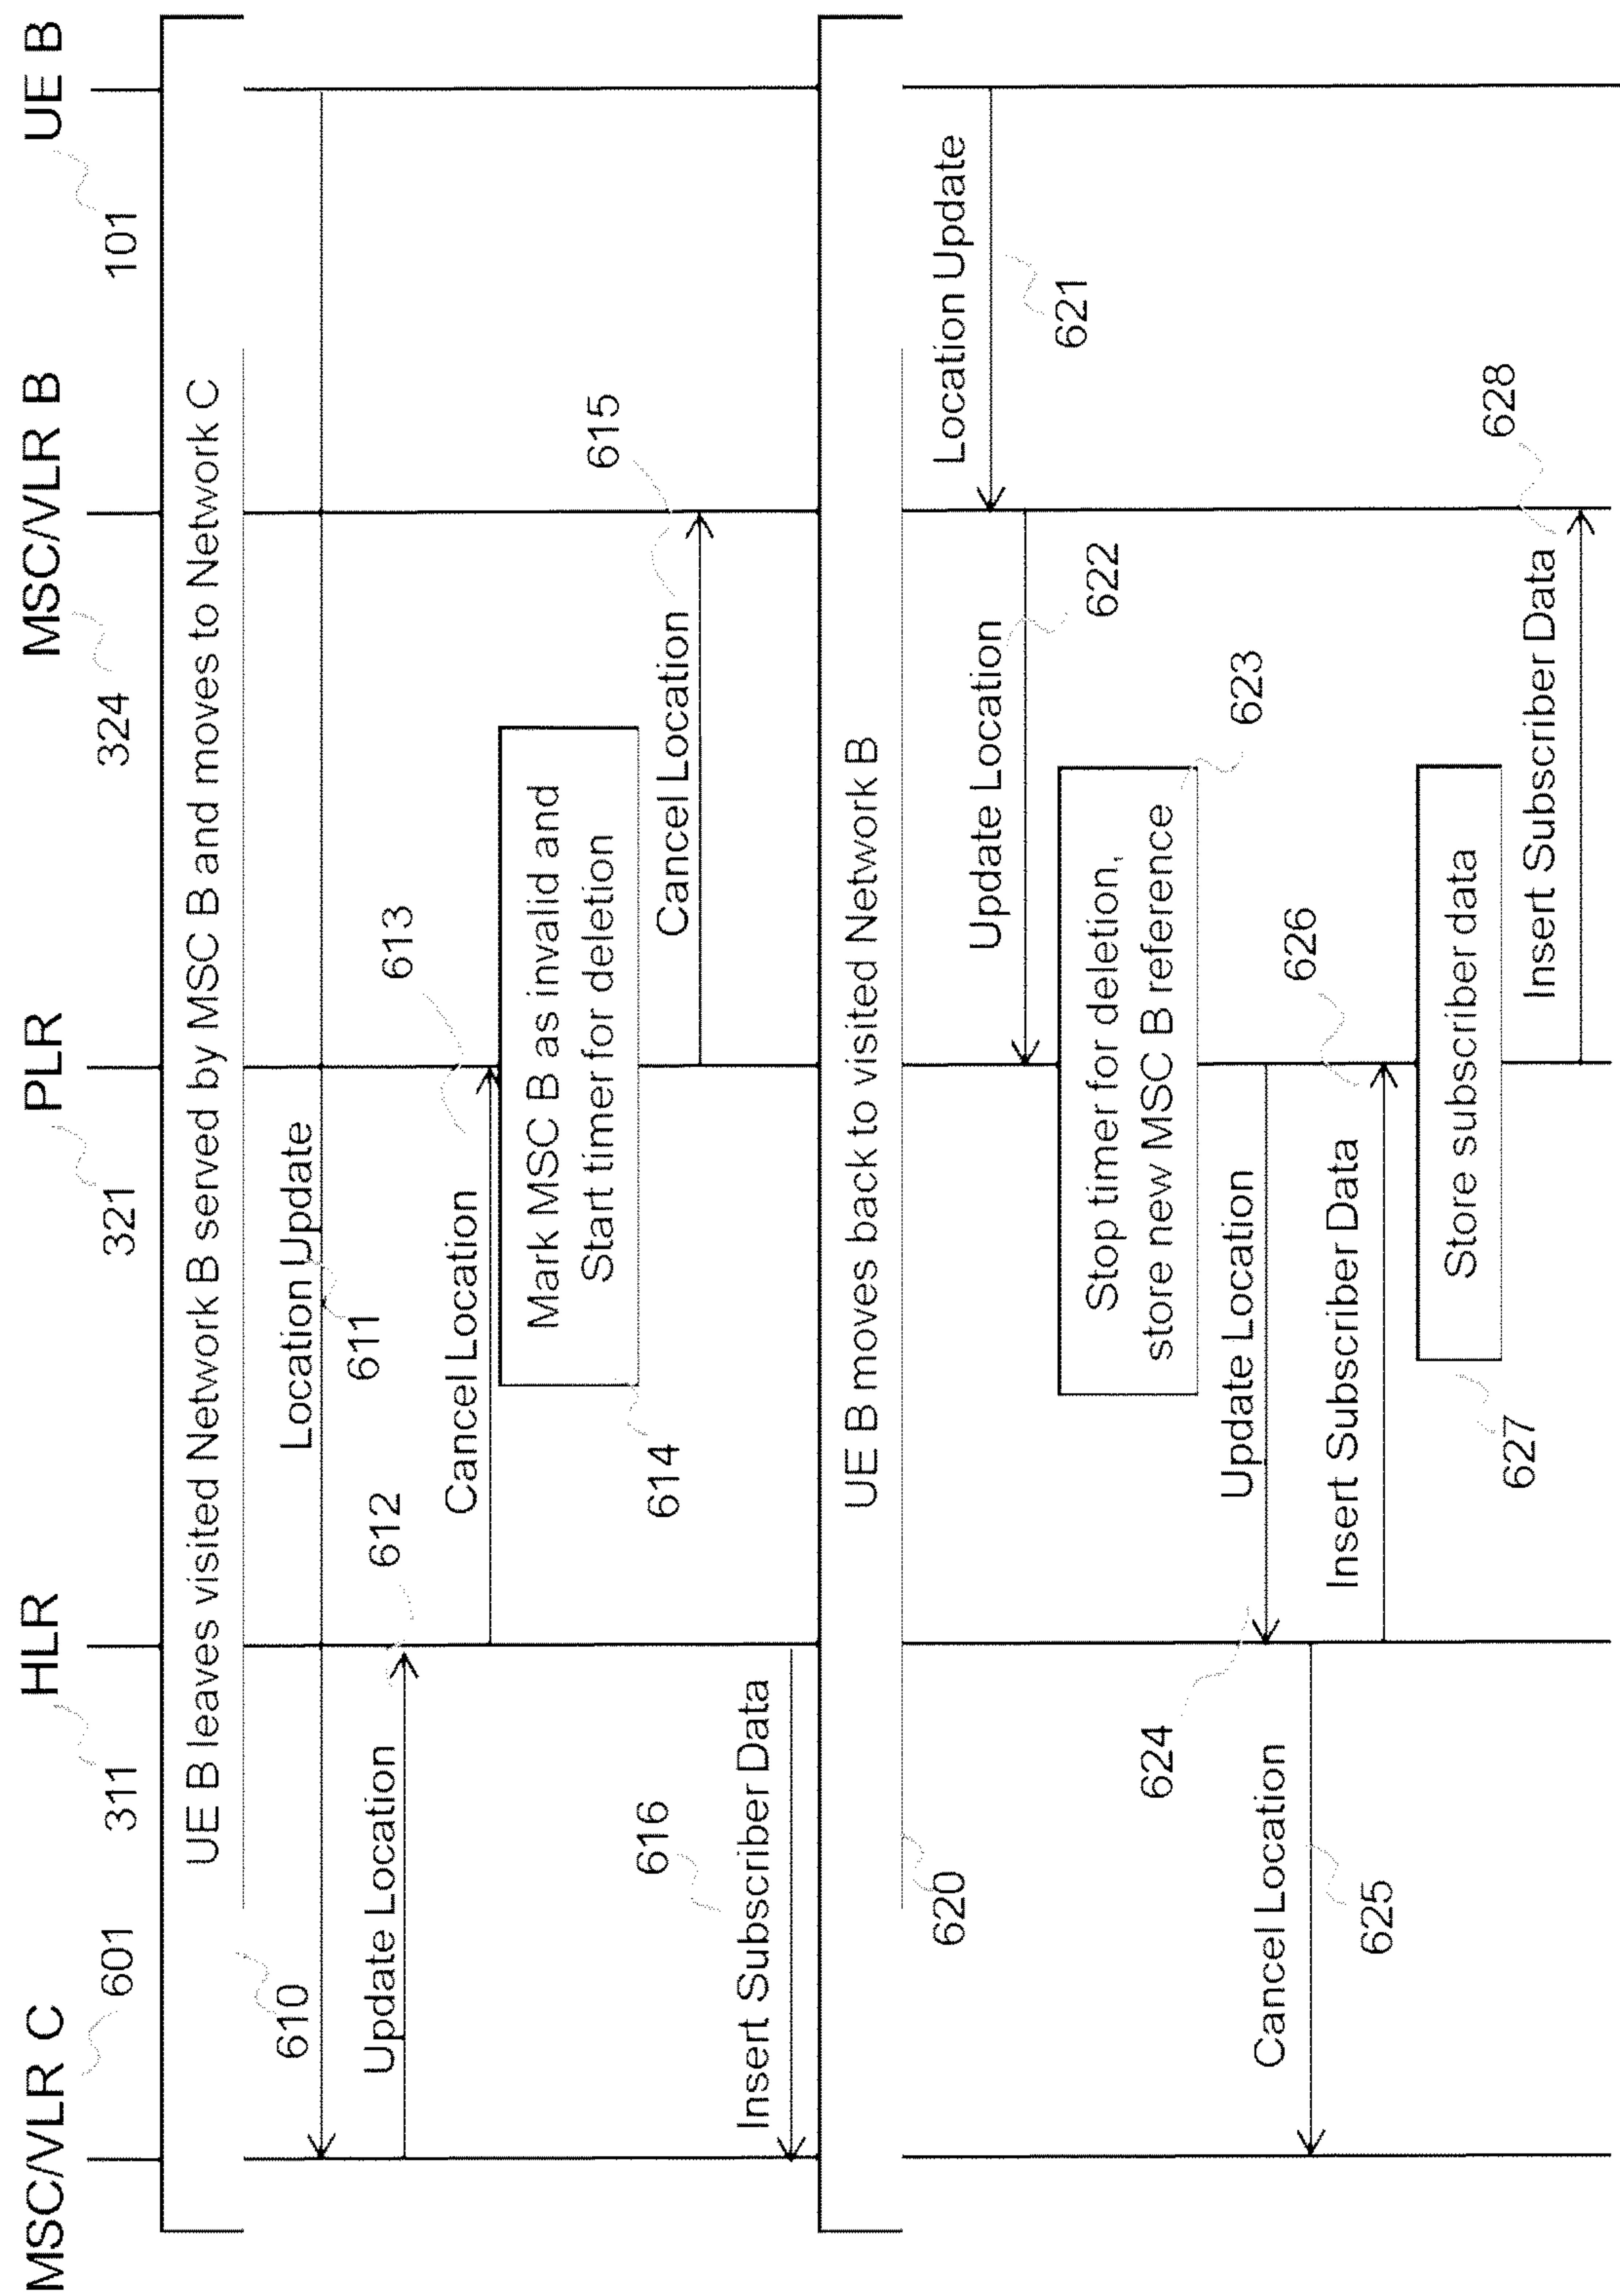 MSC/VLR C
HLR
PLR
MSC/VLR B
UE B
601
311
321
324
101
UE B leaves visited Network B served by MSC B and moves to Network C
610
Location Update
611
Update Location
612
Cancel Location
613
Mark MSC B as invalid and
Start timer for deletion
614
Cancel Location
615
Insert Subscriber Data
616
UE B moves back to visited Network B
620
Location Update
621
Update Location
622
Stop timer for deletion,
store new MSC B reference
623
Update Location
624
Cancel Location
625
Insert Subscriber Data
626
Store subscriber data
627
Insert Subscriber Data
628